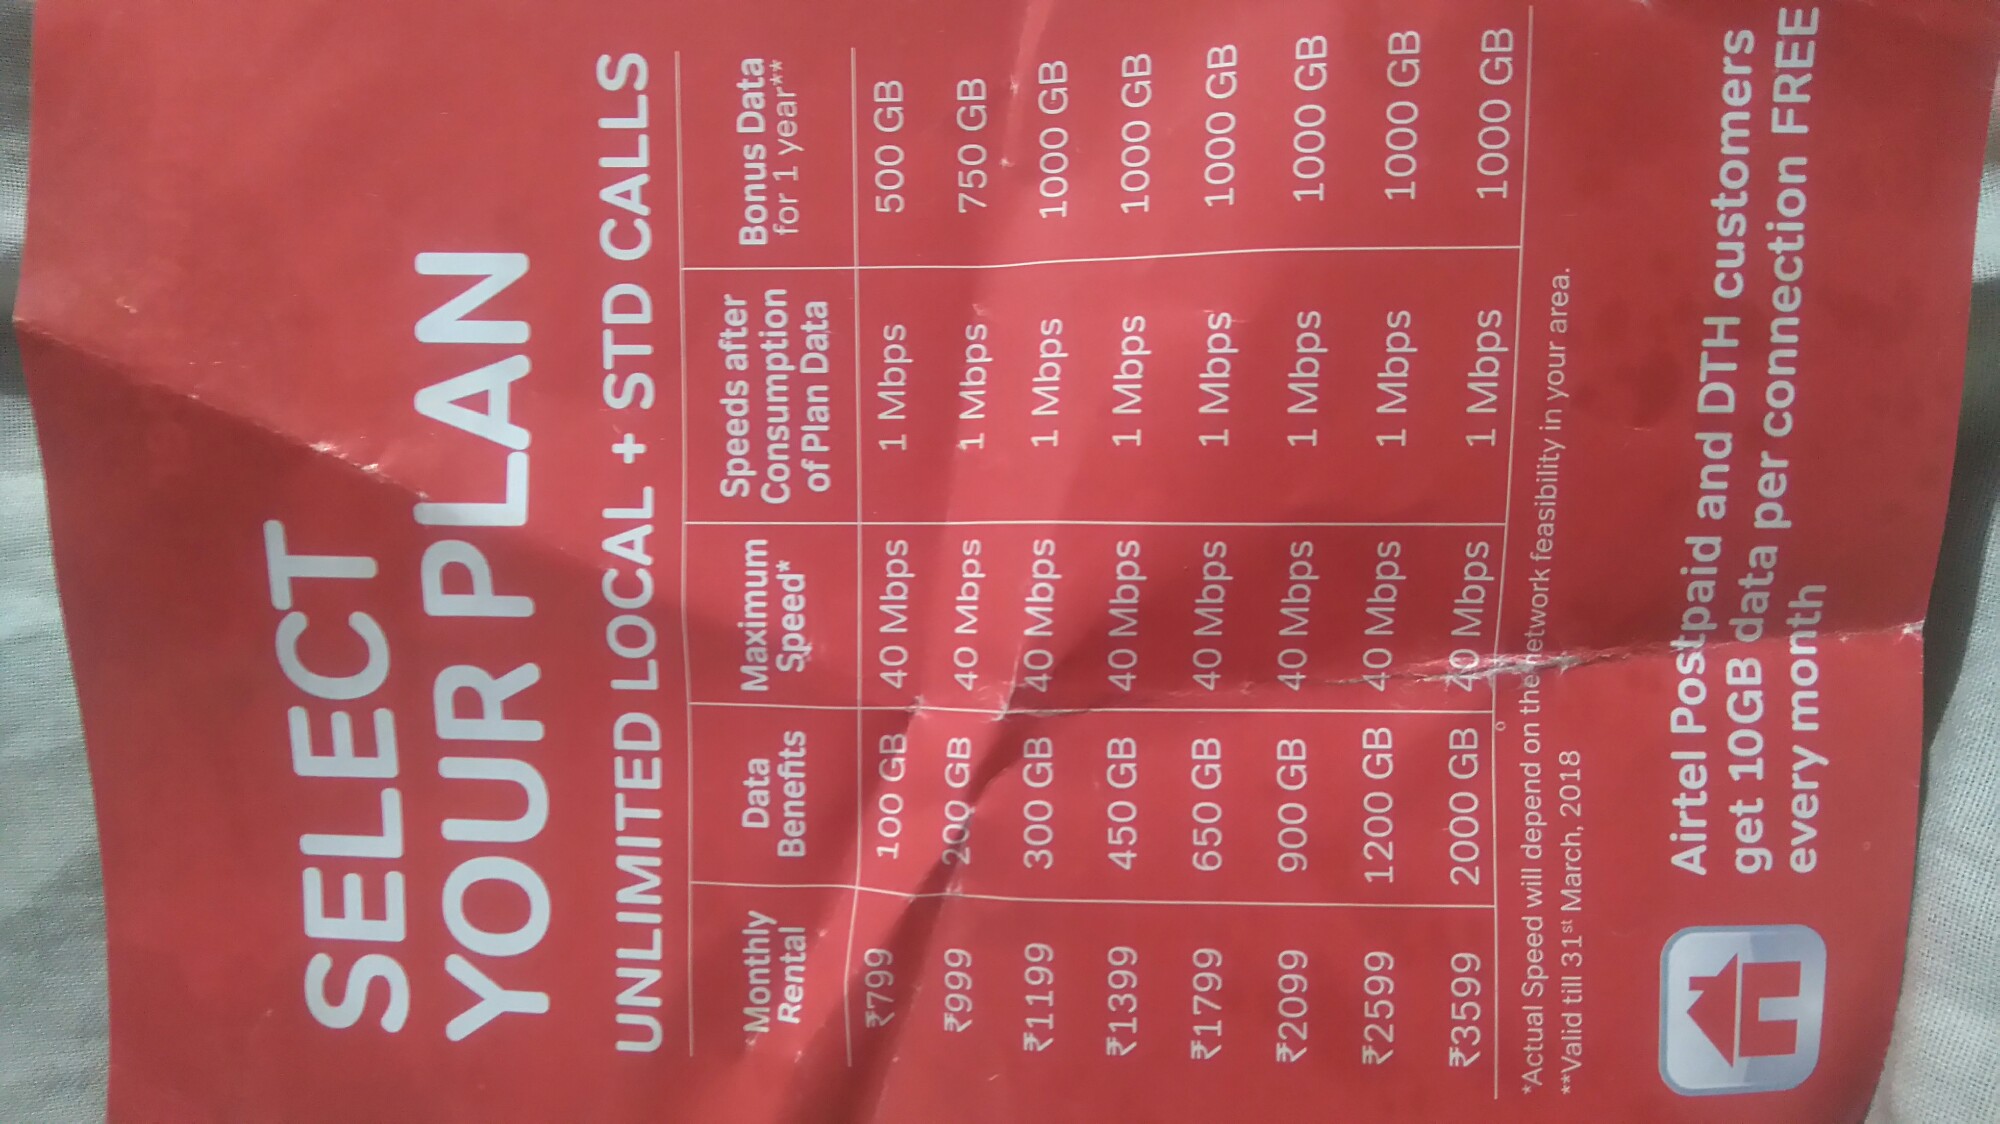 SELECT
YOUR PLAN
UNLIMITED LOCAL + STD CALLS
Monthly Rental Data Benefits Maximum Speed* Speeds after Consumption of Plan Data Bonus Data for 1 year**
₹799 100 GB 40 Mbps 1 Mbps 500 GB
₹999 200 GB 40 Mbps 1 Mbps 750 GB
₹1199 300 GB 40 Mbps 1 Mbps 1000 GB
₹1399 450 GB 40 Mbps 1 Mbps 1000 GB
₹1799 650 GB 40 Mbps 1 Mbps 1000 GB
₹2099 900 GB 40 Mbps 1 Mbps 1000 GB
₹2599 1200 GB 40 Mbps 1 Mbps 1000 GB
₹3599 2000 GB 40 Mbps 1 Mbps 1000 GB
*Actual Speed will depend on the network feasibility in your area.
**Valid till 31st March, 2018
Airtel Postpaid and DTH customers
get 10GB data per connection FREE
every month